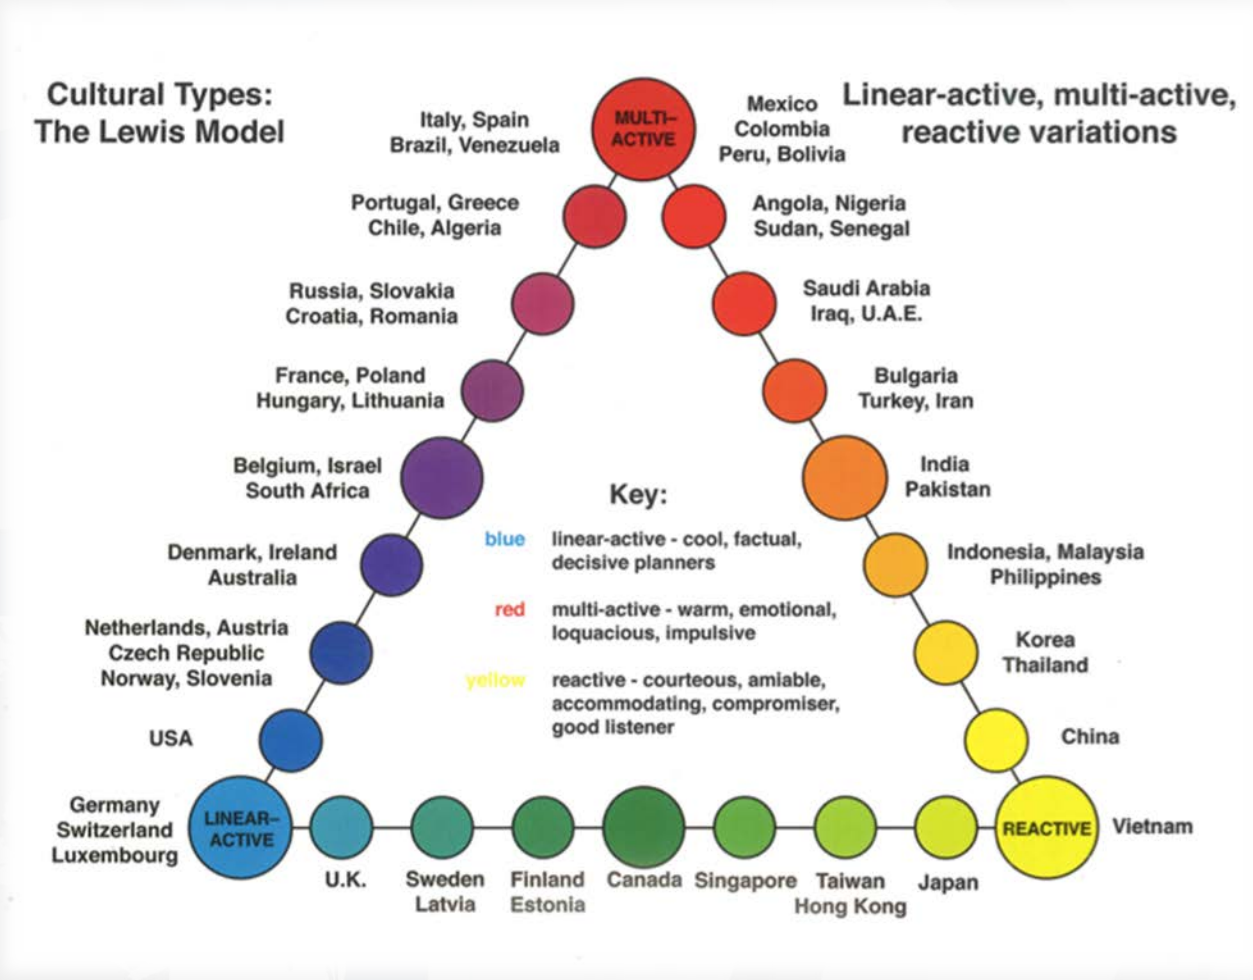 Cultural Types:
The Lewis Model
Linear-active, multi-active,
reactive variations
MULTI-
ACTIVE
Italy, Spain
Brazil, Venezuela
Mexico
Colombia
Peru, Bolivia
Portugal, Greece
Chile, Algeria
Angola, Nigeria
Sudan, Senegal
Russia, Slovakia
Croatia, Romania
Saudi Arabia
Iraq, U.A.E.
France, Poland
Hungary, Lithuania
Bulgaria
Turkey, Iran
Belgium, Israel
South Africa
India
Pakistan
Denmark, Ireland
Australia
Indonesia, Malaysia
Philippines
Netherlands, Austria
Czech Republic
Norway, Slovenia
Korea
Thailand
USA
China
Key:
blue linear-active - cool, factual,
decisive planners
red multi-active - warm, emotional,
loquacious, impulsive
yellow reactive - courteous, amiable,
accommodating, compromiser,
good listener
Germany
Switzerland
Luxembourg
LINEAR-
ACTIVE
REACTIVE
Vietnam
U.K.
Sweden
Latvia
Finland
Estonia
Canada
Singapore
Taiwan
Hong Kong
Japan